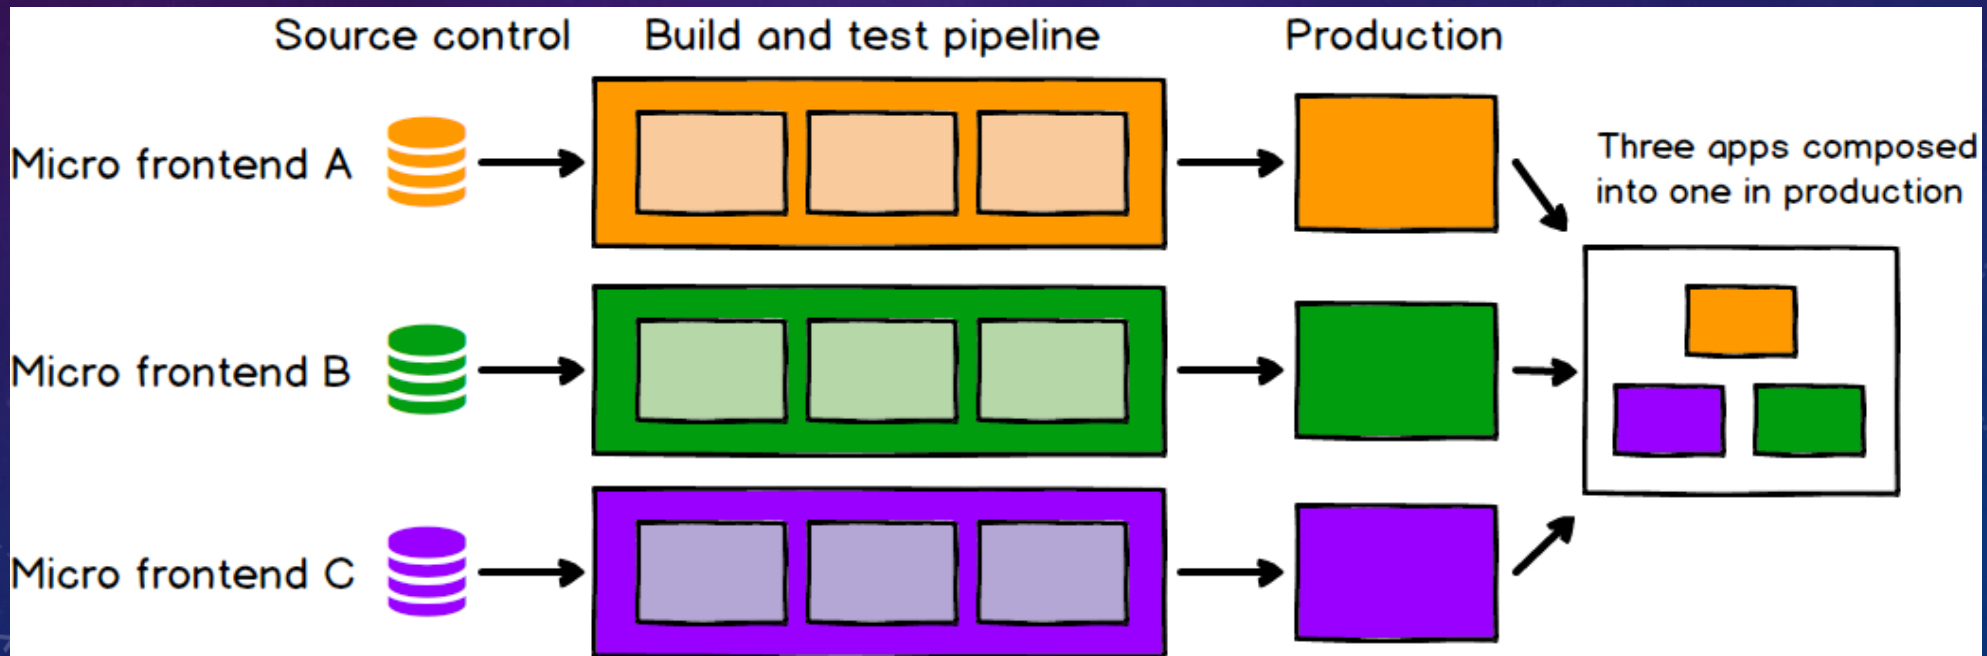 Source control
Build and test pipeline
Production
Micro frontend A
Three apps composed
into one in production
Micro frontend B
Micro frontend C